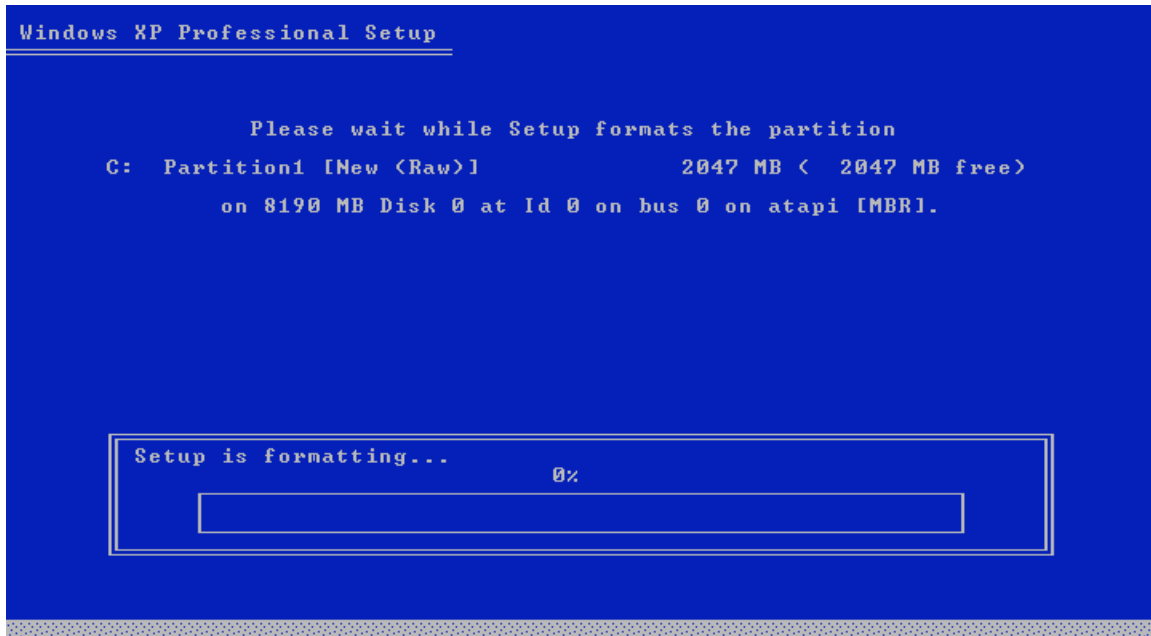 Windows XP Professional Setup
Please wait while Setup formats the partition
C: Partition1 [New (Raw)] 2047 MB ( 2047 MB free)
on 8190 MB Disk 0 at Id 0 on bus 0 on atapi [MBR].
Setup is formatting...
0%